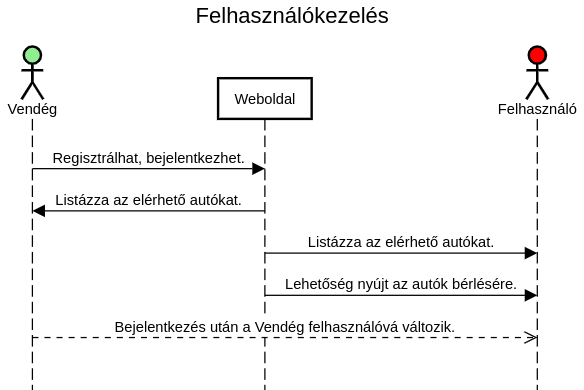 Felhasználókezelés
Vendég
Weboldal
Felhasználó
Regisztrálhat, bejelentkezhet.
Listázza az elérhető autókat.
Listázza az elérhető autókat.
Lehetőség nyújt az autók bérlésére.
Bejelentkezés után a Vendég felhasználóvá változik.